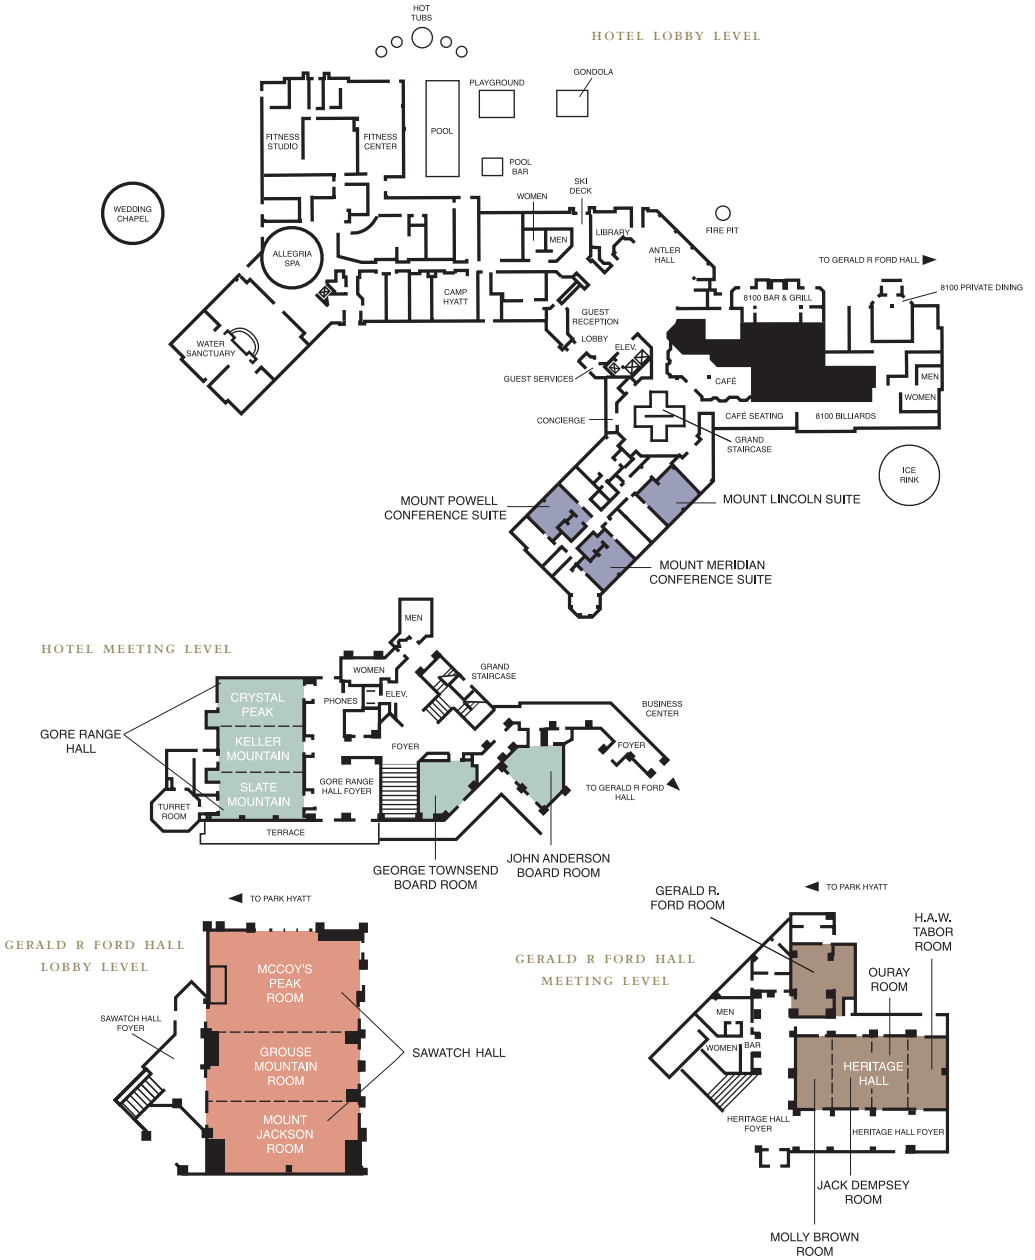 HOT
TUBS
HOTEL LOBBY LEVEL
PLAYGROUND
GONDOLA
POOL
FITNESS
STUDIO
FITNESS
CENTER
POOL
BAR
SKI
DECK
WOMEN
WEDDING
CHAPEL
MEN
LIBRARY
FIRE PIT
ANTLER
HALL
ALLEGRIA
SPA
TO GERALD R FORD HALL
CAMP
HYATT
8100 BAR & GRILL
8100 PRIVATE DINING
GUEST
RECEPTION
LOBBY
WATER
SANCTUARY
ELEV.
GUEST SERVICES
CAFÉ
MEN
WOMEN
CONCIERGE
CAFÉ SEATING
8100 BILLIARDS
GRAND
STAIRCASE
ICE
RINK
MOUNT POWELL
CONFERENCE SUITE
MOUNT LINCOLN SUITE
MOUNT MERIDIAN
CONFERENCE SUITE
HOTEL MEETING LEVEL
MEN
WOMEN
GRAND
STAIRCASE
PHONES
ELEV.
CRYSTAL
PEAK
BUSINESS
CENTER
GORE RANGE
HALL
KELLER
MOUNTAIN
FOYER
FOYER
SLATE
MOUNTAIN
GORE RANGE
HALL FOYER
TO GERALD R FORD
HALL
TURRET
ROOM
TERRACE
GEORGE TOWNSEND
BOARD ROOM
JOHN ANDERSON
BOARD ROOM
TO PARK HYATT
GERALD R FORD HALL
LOBBY LEVEL
MCCOY'S
PEAK
ROOM
SAWATCH HALL
FOYER
GROUSE
MOUNTAIN
ROOM
SAWATCH HALL
MOUNT
JACKSON
ROOM
TO PARK HYATT
GERALD R.
FORD ROOM
H.A.W.
TABOR
ROOM
GERALD R FORD HALL
MEETING LEVEL
OURAY
ROOM
MEN
WOMEN
BAR
HERITAGE
HALL
HERITAGE HALL
FOYER
HERITAGE HALL FOYER
JACK DEMPSEY
ROOM
MOLLY BROWN
ROOM